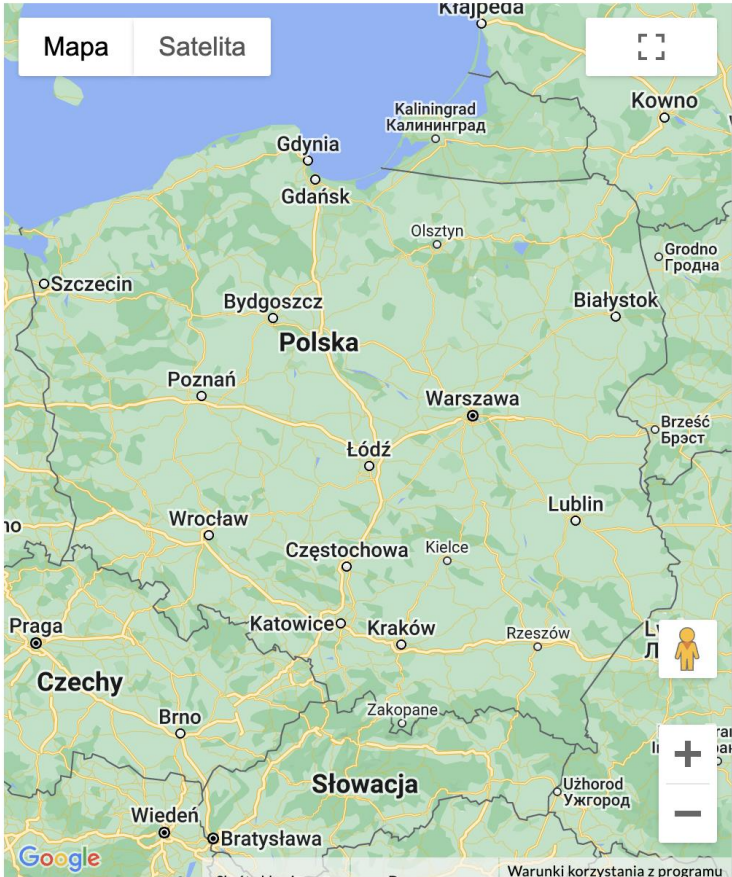 Kłajpeda
Mapa
Satelita
Kowno
Kaliningrad
Калининград
Gdynia
Gdańsk
Olsztyn
Grodno
Гродна
Szczecin
Bydgoszcz
Białystok
Polska
Poznań
Warszawa
Brześć
Брэст
Łódź
Lublin
Wrocław
Częstochowa
Kielce
Praga
Katowice
Kraków
Rzeszów
Czechy
Zakopane
Brno
Słowacja
Użhorod
Ужгород
Wiedeń
Bratysława
Google
Warunki korzystania z programu